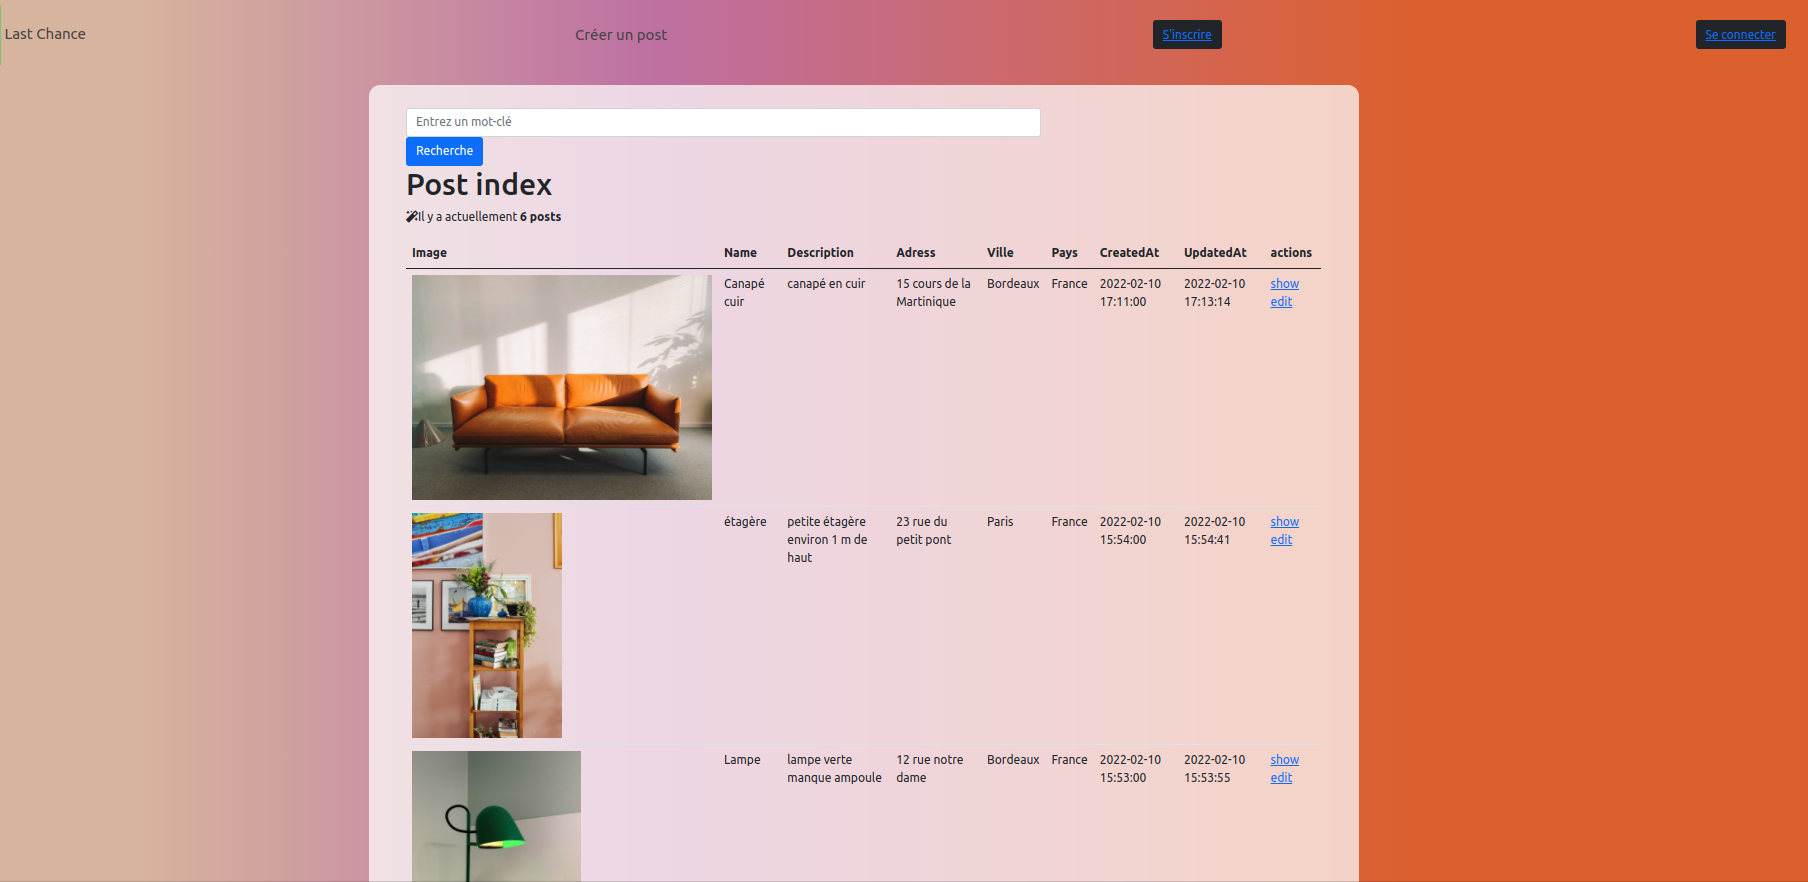 Last Chance
Créer un post
S'inscrire
Se connecter
Entrez un mot-clé
Recherche
Post index
Il y a actuellement 6 posts
Image Name Description Adress Ville Pays CreatedAt UpdatedAt actions
Canapé canapé en cuir 15 cours de la Bordeaux France 2022-02-10 2022-02-10 show
cuir Martinique 17:11:00 17:13:14 edit
étagère petite étagère 23 rue du Paris France 2022-02-10 2022-02-10 show
environ 1 m de petit pont 15:54:00 15:54:41 edit
haut
Lampe lampe verte 12 rue notre Bordeaux France 2022-02-10 2022-02-10 show
manque ampoule dame 15:53:00 15:53:55 edit